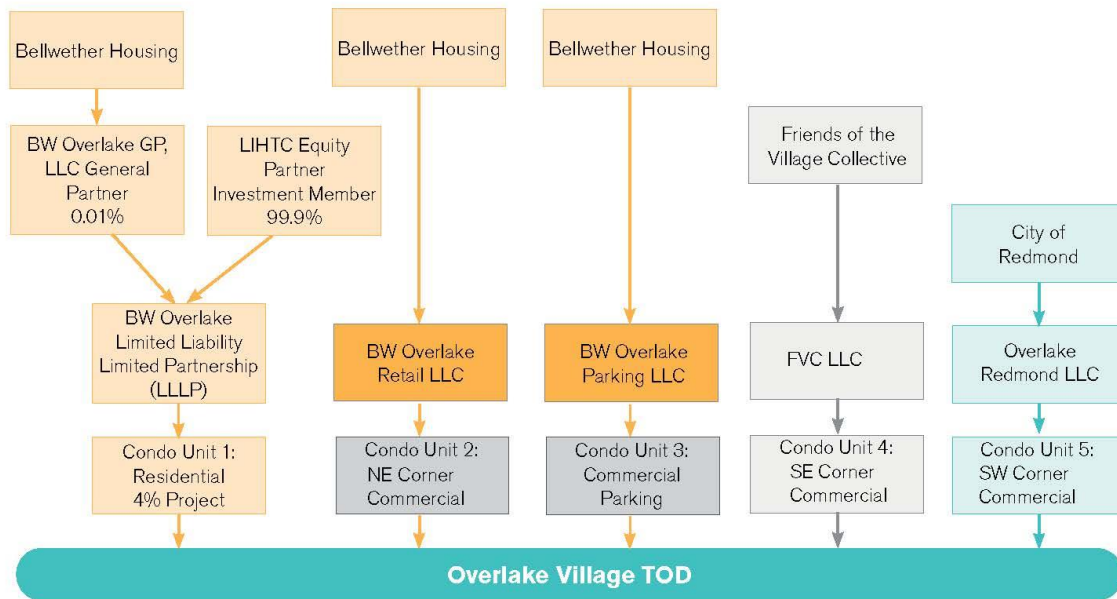 Bellwether Housing
Bellwether Housing
Bellwether Housing
BW Overlake GP,
LLC General
Partner
0.01%
LIHTC Equity
Partner
Investment Member
99.9%
Friends of the
Village Collective
City of
Redmond
BW Overlake
Limited Liability
Limited Partnership
(LLLP)
BW Overlake
Retail LLC
BW Overlake
Parking LLC
FVC LLC
Overlake
Redmond LLC
Condo Unit 1:
Residential
4% Project
Condo Unit 2:
NE Corner
Commercial
Condo Unit 3:
Commercial
Parking
Condo Unit 4:
SE Corner
Commercial
Condo Unit 5:
SW Corner
Commercial
Overlake Village TOD